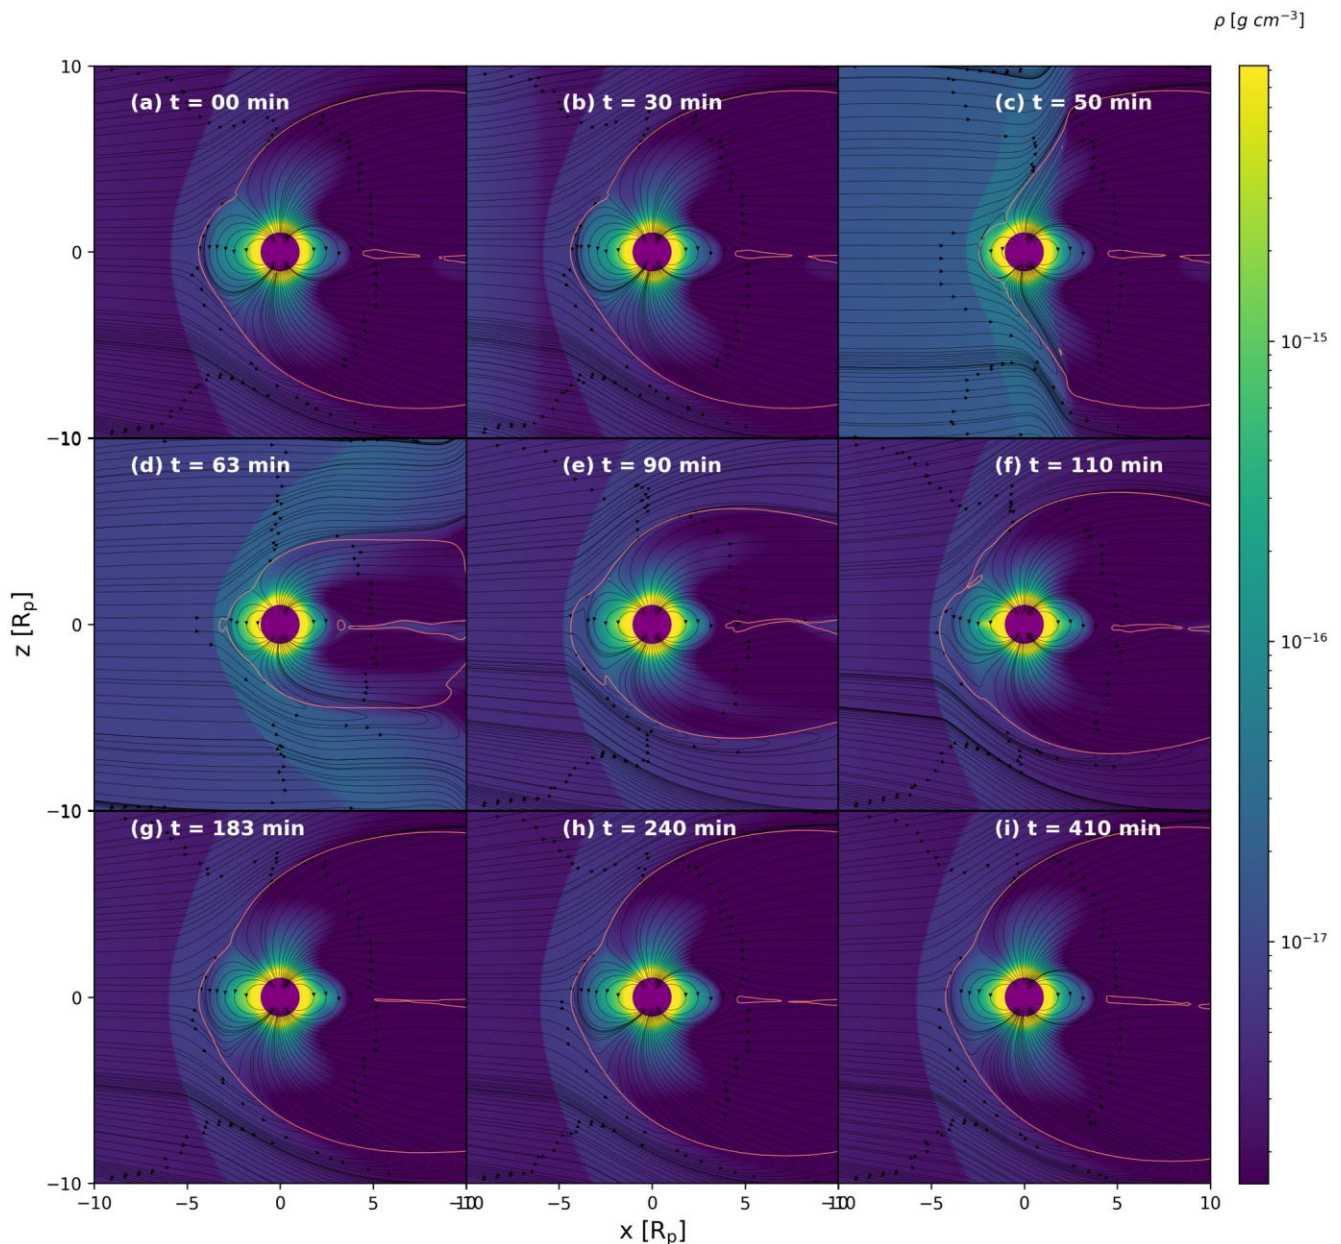 ρ [g cm⁻³]
10
(a) t = 00 min
(b) t = 30 min
(c) t = 50 min
0
10⁻¹⁵
−10
(d) t = 63 min
(e) t = 90 min
(f) t = 110 min
z [Rₚ]
0
10⁻¹⁶
−10
(g) t = 183 min
(h) t = 240 min
(i) t = 410 min
10⁻¹⁷
0
−10
−10 −5 0 5 −10 −5 0 5 −10 −5 0 5 10
x [Rₚ]